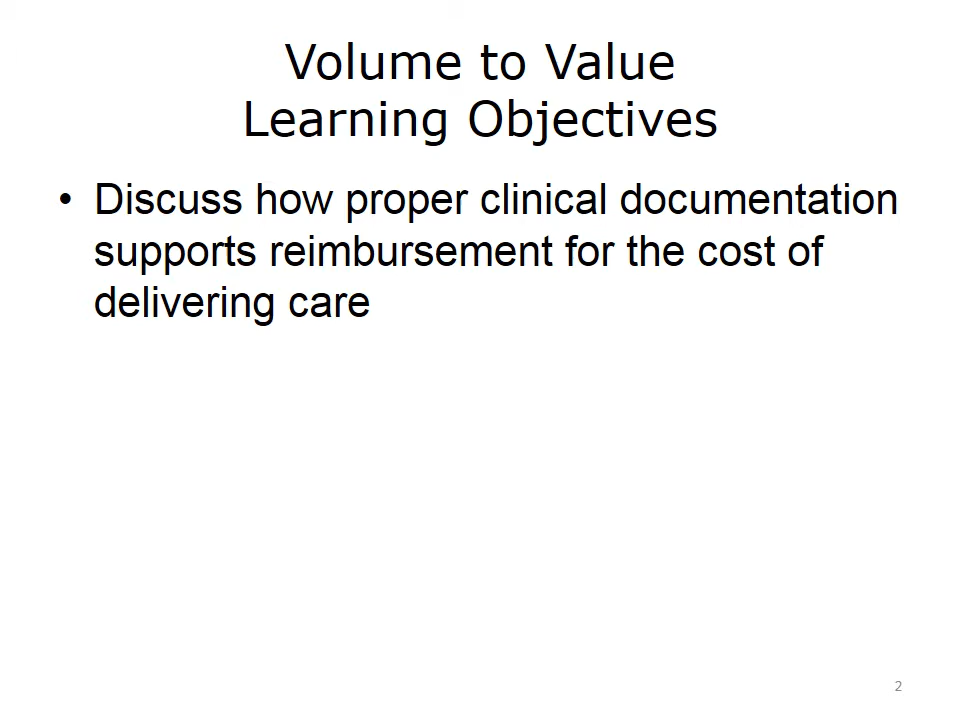 Volume to Value
Learning Objectives
• Discuss how proper clinical documentation
supports reimbursement for the cost of
delivering care
2